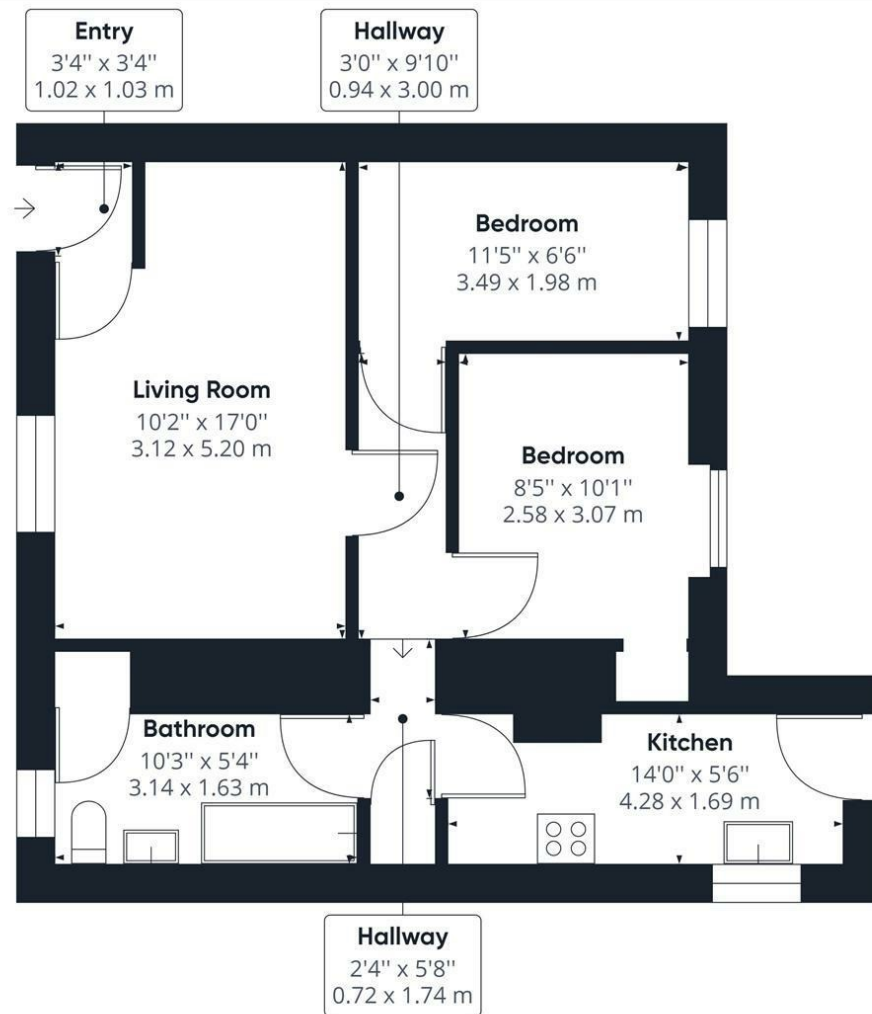 Entry
3'4" x 3'4"
1.02 x 1.03 m
Hallway
3'0" x 9'10"
0.94 x 3.00 m
Bedroom
11'5" x 6'6"
3.49 x 1.98 m
Living Room
10'2" x 17'0"
3.12 x 5.20 m
Bedroom
8'5" x 10'1"
2.58 x 3.07 m
Bathroom
10'3" x 5'4"
3.14 x 1.63 m
Kitchen
14'0" x 5'6"
4.28 x 1.69 m
Hallway
2'4" x 5'8"
0.72 x 1.74 m